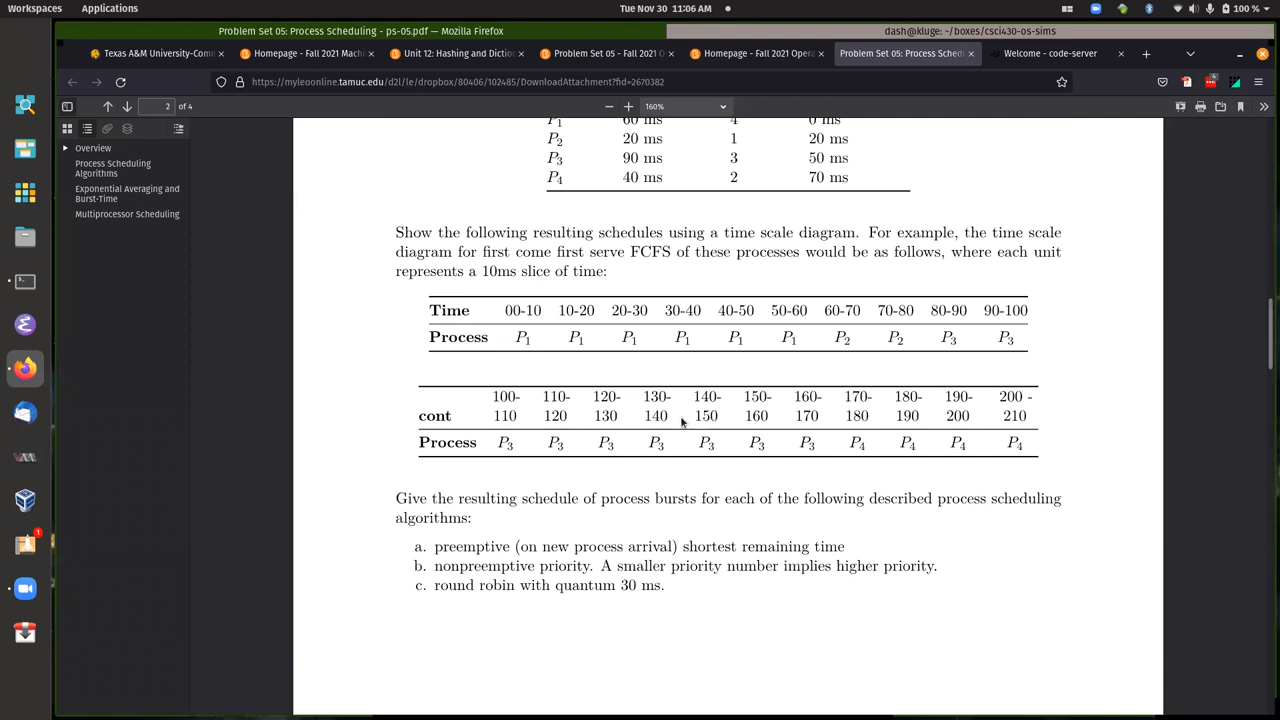 Workspaces Applications Tue Nov 30 11:06 AM 100 %
Problem Set 05: Process Scheduling - ps-05.pdf — Mozilla Firefox dash@kluge:~/boxes/csci430-os-sims
Texas A&M University-Comm Homepage - Fall 2021 Machi Unit 12: Hashing and Diction Problem Set 05 - Fall 2021 O Homepage - Fall 2021 Opera Problem Set 05: Process Sched Welcome - code-server
https://myleoonline.tamuc.edu/d2l/le/dropbox/80406/102485/DownloadAttachment?fid=2670382
2 of 4 160%
Overview
Process Scheduling
Algorithms
Exponential Averaging and
Burst-Time
Multiprocessor Scheduling
P1 60 ms 4 0 ms
P2 20 ms 1 20 ms
P3 90 ms 3 50 ms
P4 40 ms 2 70 ms
Show the following resulting schedules using a time scale diagram. For example, the time scale
diagram for first come first serve FCFS of these processes would be as follows, where each unit
represents a 10ms slice of time:
Time 00-10 10-20 20-30 30-40 40-50 50-60 60-70 70-80 80-90 90-100
Process P1 P1 P1 P1 P1 P1 P2 P2 P3 P3
100- 110- 120- 130- 140- 150- 160- 170- 180- 190- 200 -
cont 110 120 130 140 150 160 170 180 190 200 210
Process P3 P3 P3 P3 P3 P3 P3 P4 P4 P4 P4
Give the resulting schedule of process bursts for each of the following described process scheduling
algorithms:
a. preemptive (on new process arrival) shortest remaining time
b. nonpreemptive priority. A smaller priority number implies higher priority.
c. round robin with quantum 30 ms.